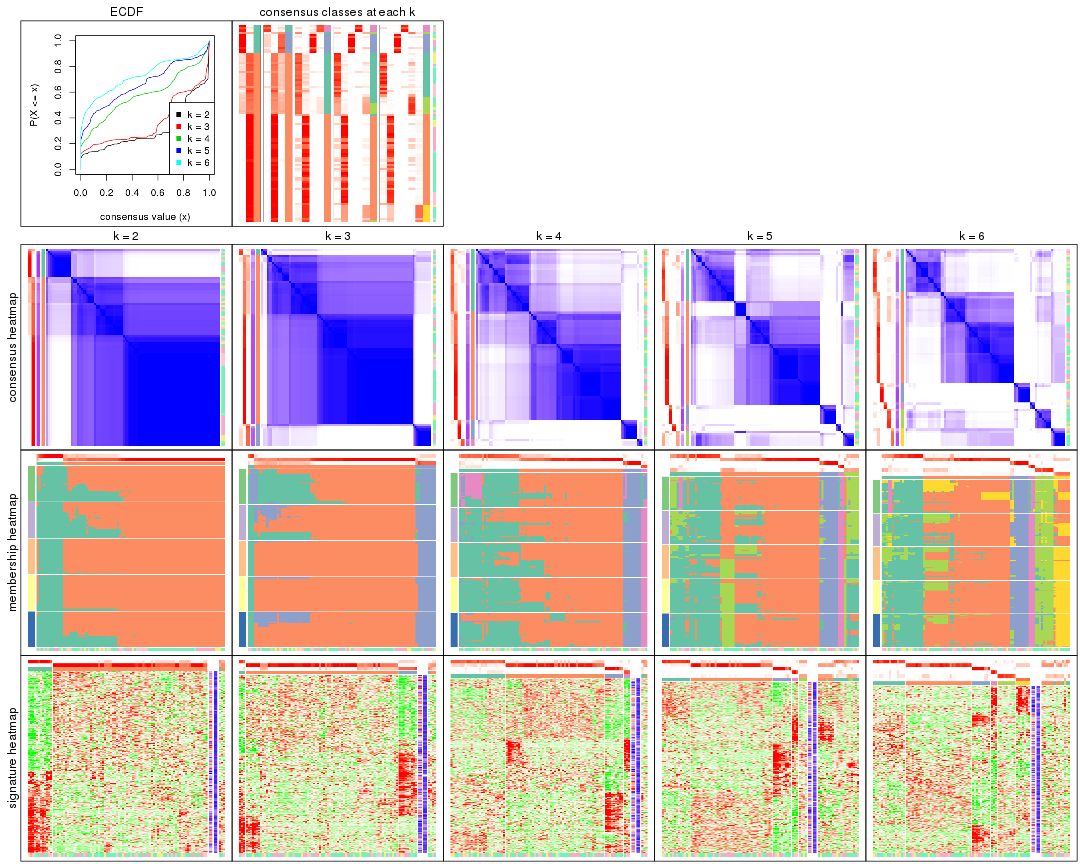 ECDF
consensus classes at each k
P(X <= x)
0.0 0.2 0.4 0.6 0.8 1.0
k = 2
k = 3
k = 4
k = 5
k = 6
0.0 0.2 0.4 0.6 0.8 1.0
consensus value (x)
k = 2
k = 3
k = 4
k = 5
k = 6
consensus heatmap
membership heatmap
signature heatmap